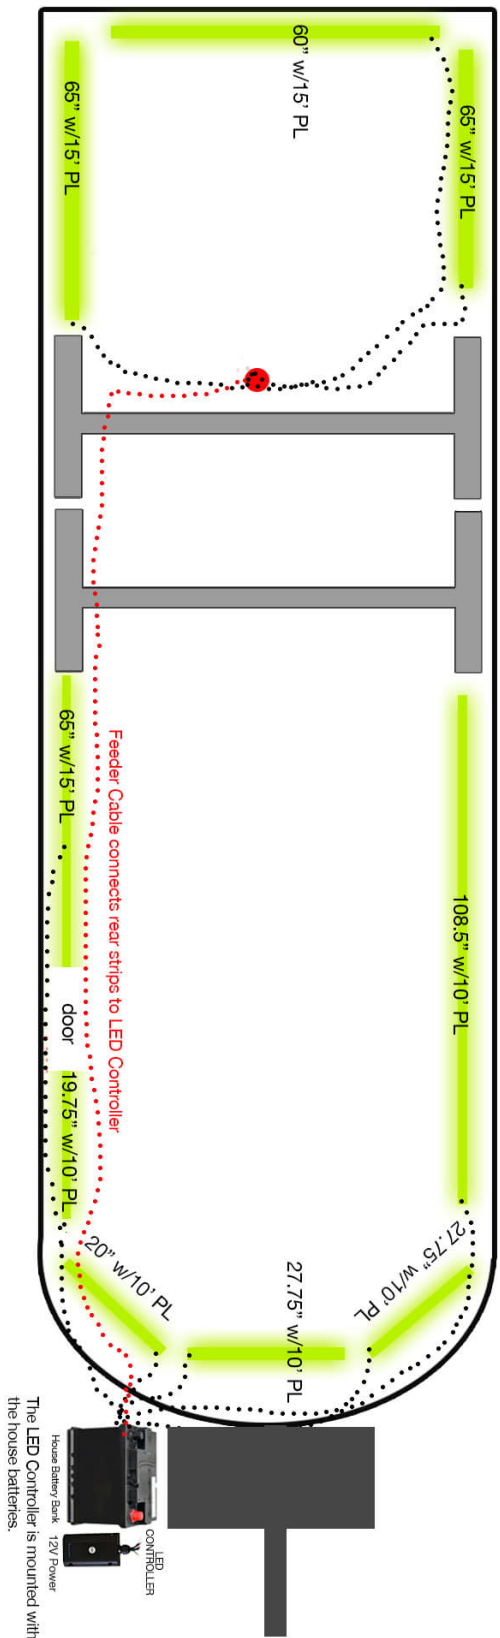 60” w/15’ PL
65” w/15’ PL
65” w/15’ PL
65” w/15’ PL
Feeder Cable connects rear strips to LED Controller
108.5” w/10’ PL
door
19.75” w/10’ PL
20” w/10’ PL
27.75” w/10’ PL
27.75” w/10’ PL
LED
CONTROLLER
House Battery Bank
12V Power
The LED Controller is mounted with
the house batteries.